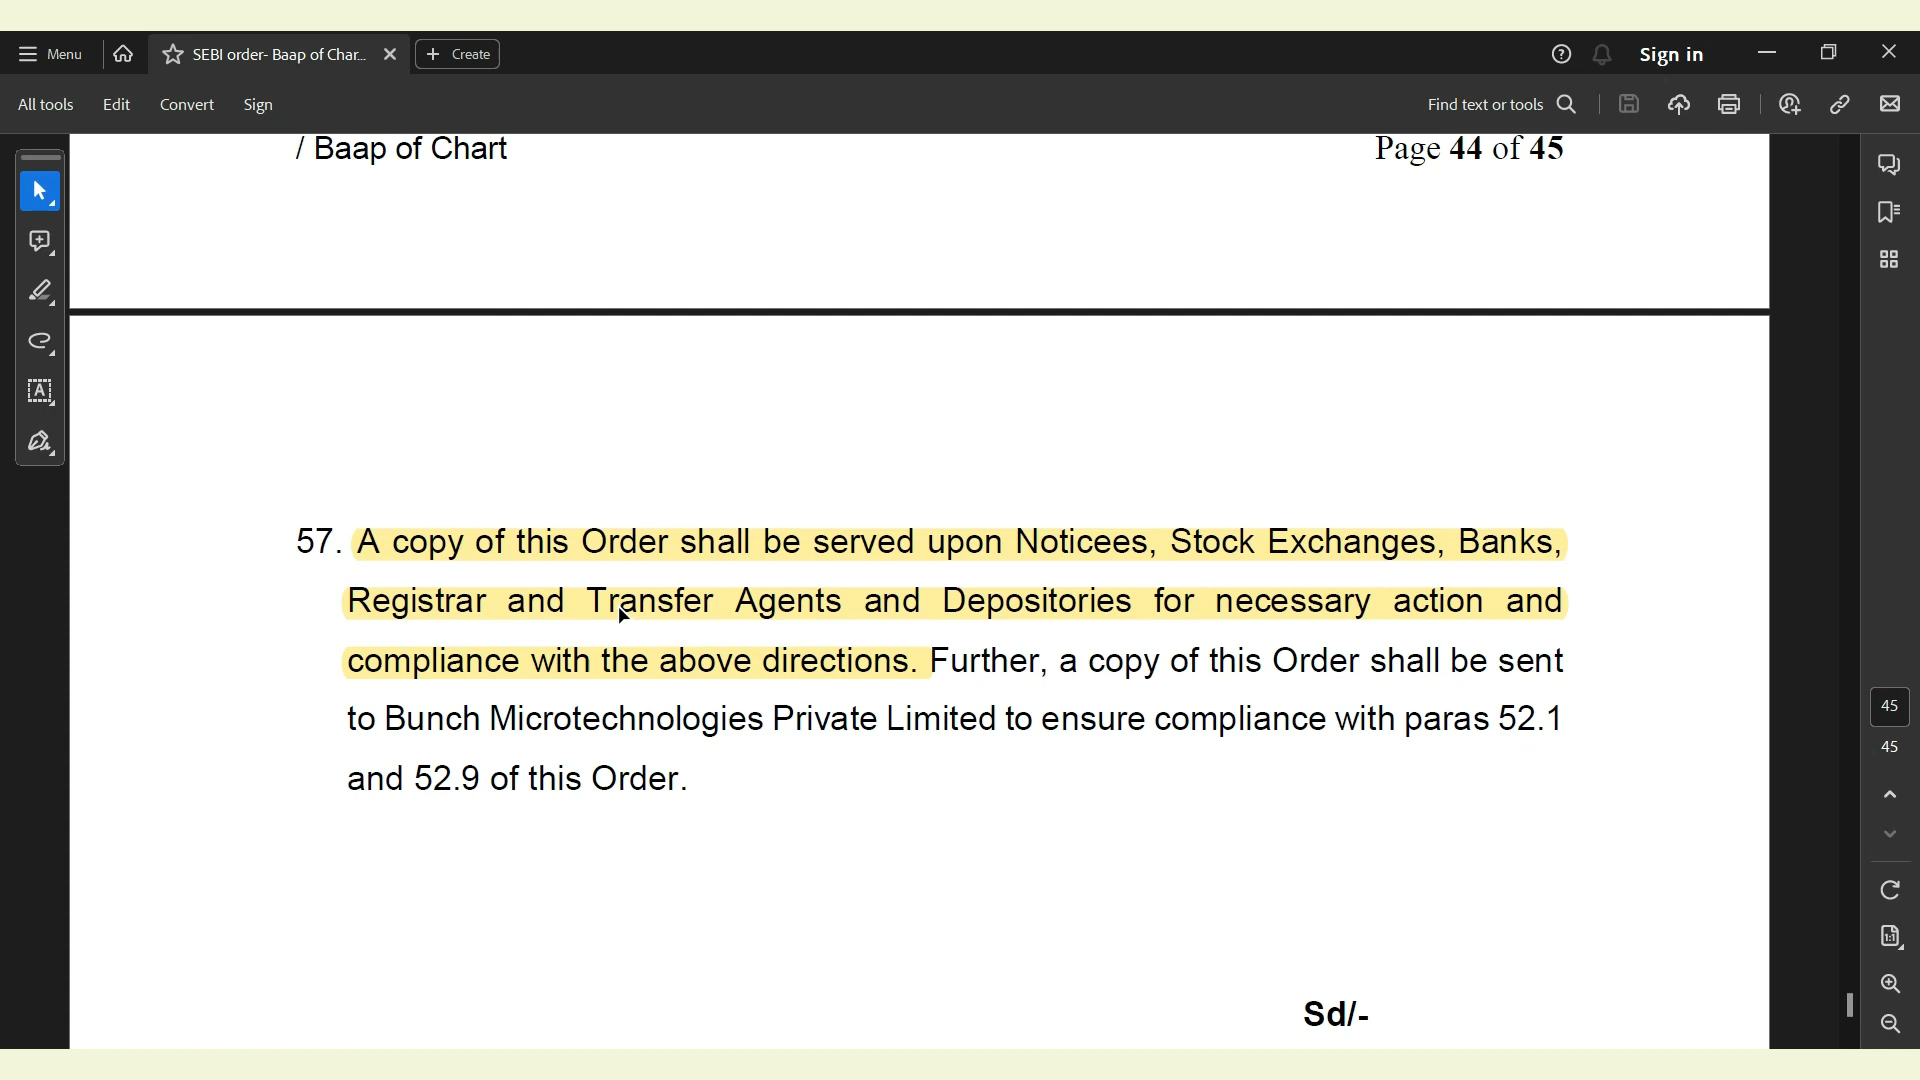 Menu
SEBI order- Baap of Char...
Create
Sign in
All tools
Edit
Convert
Sign
Find text or tools
/ Baap of Chart
Page 44 of 45
57. A copy of this Order shall be served upon Noticees, Stock Exchanges, Banks,
Registrar and Transfer Agents and Depositories for necessary action and
compliance with the above directions. Further, a copy of this Order shall be sent
to Bunch Microtechnologies Private Limited to ensure compliance with paras 52.1
and 52.9 of this Order.
Sd/-
45
45